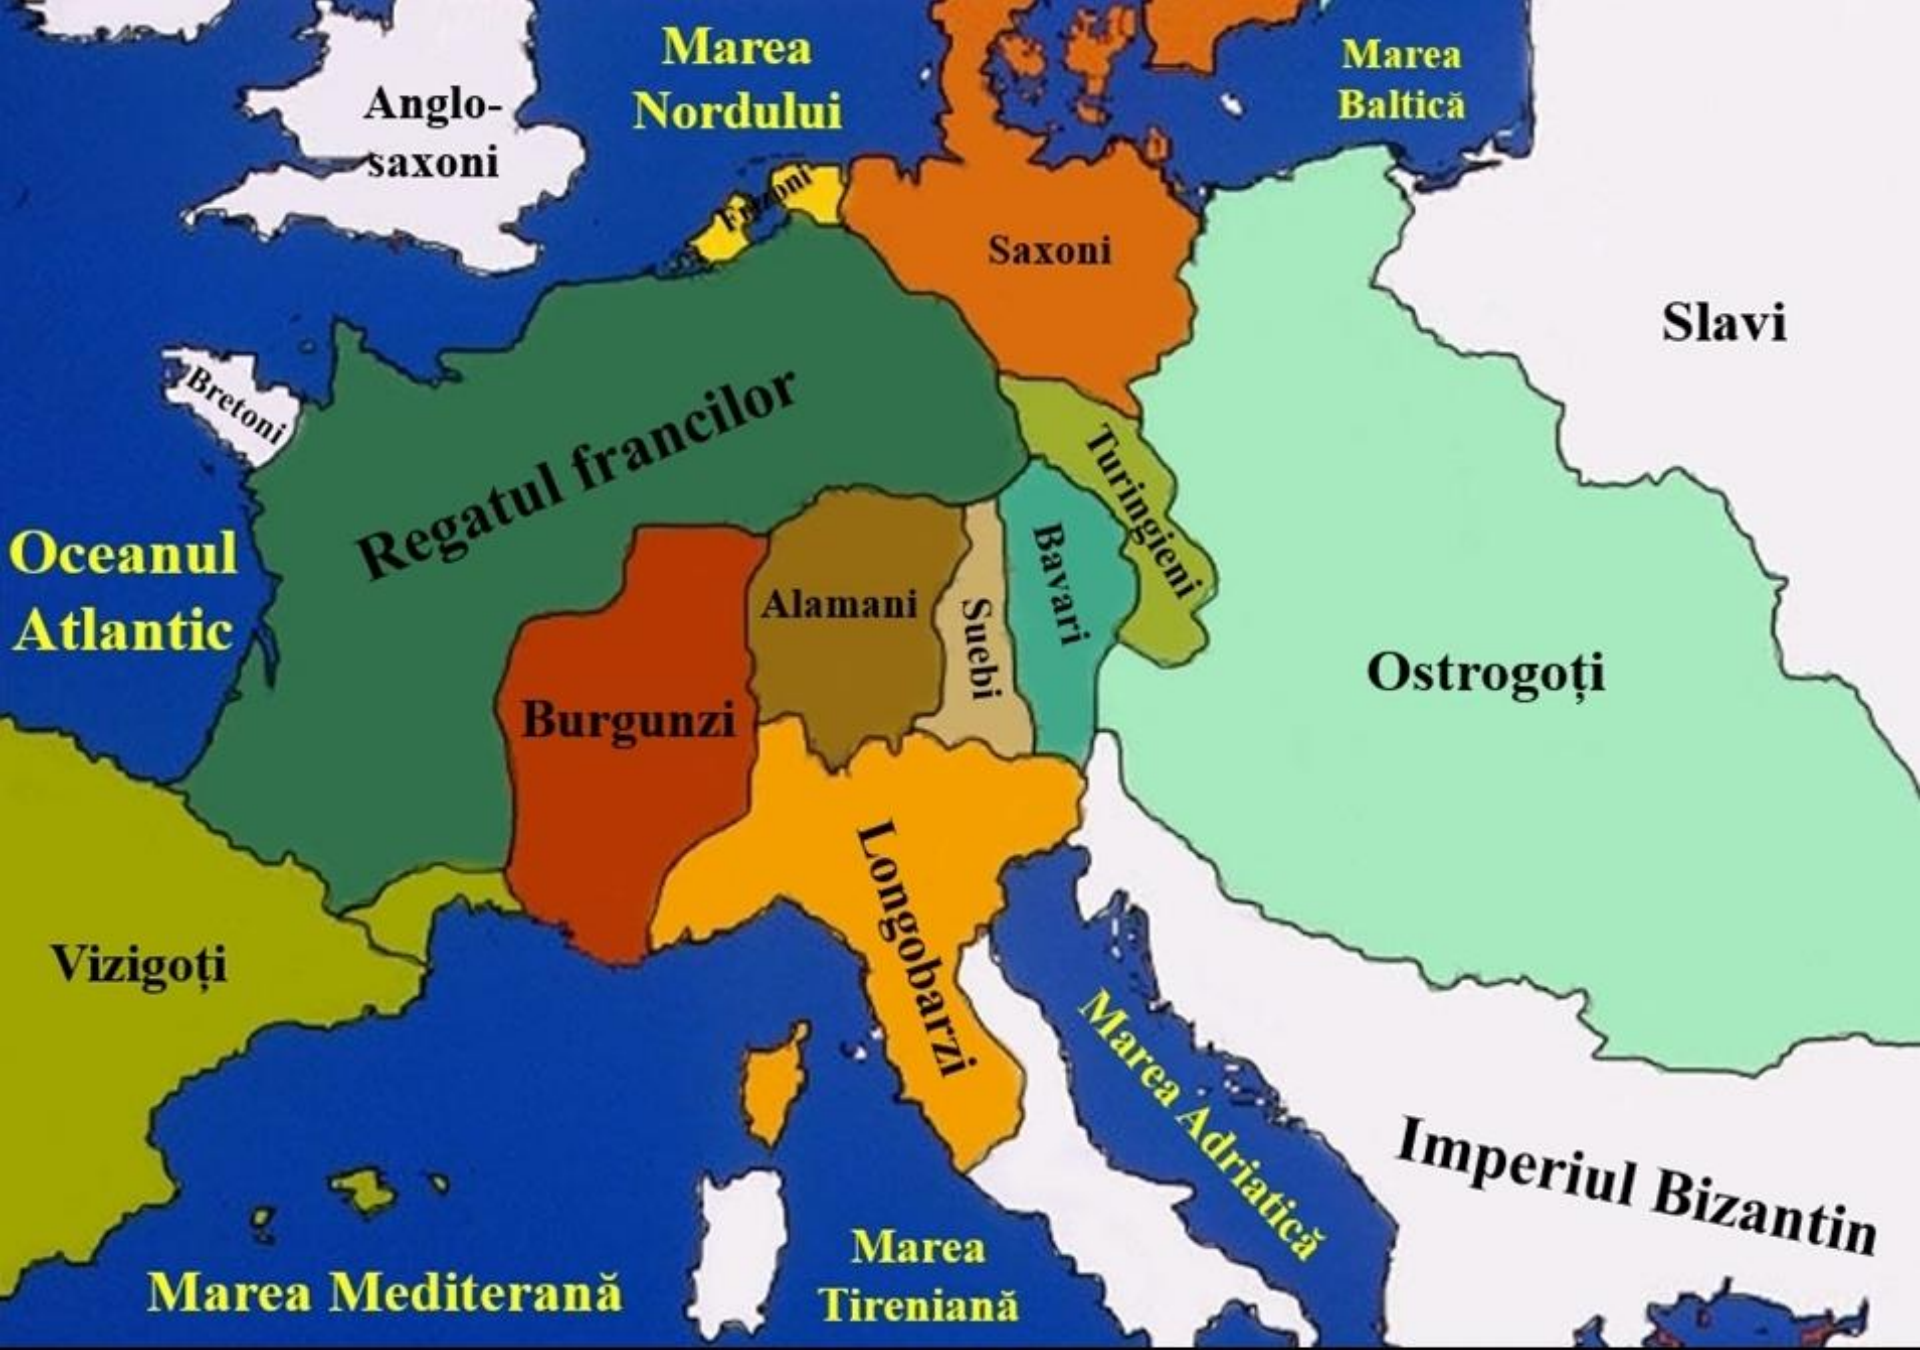 Marea
Nordului
Marea
Baltică
Anglo-
saxoni
Frizoni
Saxoni
Slavi
Bretoni
Regatul francilor
Turingieni
Oceanul
Atlantic
Alamani
Suebi
Bavari
Ostrogoți
Burgunzi
Longobarzi
Vizigoți
Marea Adriatică
Imperiul Bizantin
Marea Mediterană
Marea
Tireniană